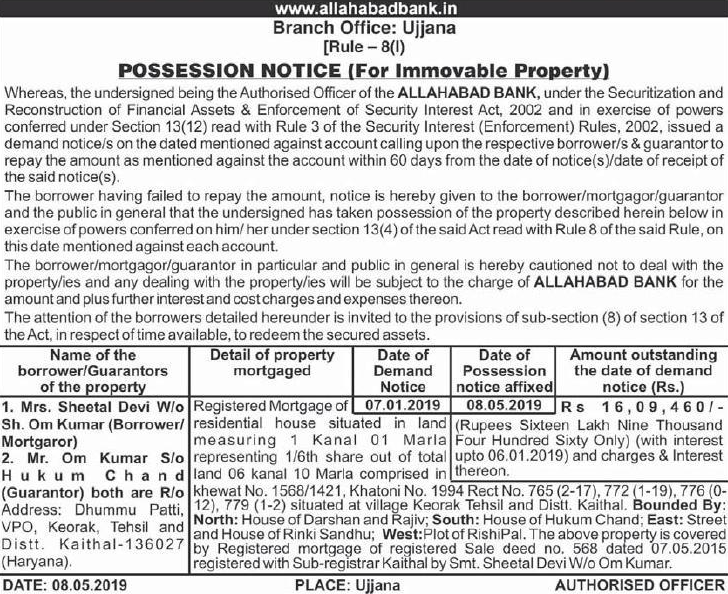 www.allahabadbank.in
Branch Office: Ujjana
[Rule – 8(I)
POSSESSION NOTICE (For Immovable Property)
Whereas, the undersigned being the Authorised Officer of the ALLAHABAD BANK, under the Securitization and
Reconstruction of Financial Assets & Enforcement of Security Interest Act, 2002 and in exercise of powers
conferred under Section 13(12) read with Rule 3 of the Security Interest (Enforcement) Rules, 2002, issued a
demand notice/s on the dated mentioned against account calling upon the respective borrower/s & guarantor to
repay the amount as mentioned against the account within 60 days from the date of notice(s)/date of receipt of
the said notice(s).
The borrower having failed to repay the amount, notice is hereby given to the borrower/mortgagor/guarantor
and the public in general that the undersigned has taken possession of the property described herein below in
exercise of powers conferred on him/ her under section 13(4) of the said Act read with Rule 8 of the said Rule, on
this date mentioned against each account.
The borrower/mortgagor/guarantor in particular and public in general is hereby cautioned not to deal with the
property/ies and any dealing with the property/ies will be subject to the charge of ALLAHABAD BANK for the
amount and plus further interest and cost charges and expenses thereon.
The attention of the borrowers detailed hereunder is invited to the provisions of sub-section (8) of section 13 of
the Act, in respect of time available, to redeem the secured assets.
Name of the
borrower/Guarantors
of the property
Detail of property
mortgaged
Date of
Demand
Notice
Date of
Possession
notice affixed
Amount outstanding
the date of demand
notice (Rs.)
1. Mrs. Sheetal Devi W/o
Sh. Om Kumar (Borrower/
Mortgaror)
2. Mr. Om Kumar S/o
Hukum Chand
(Guarantor) both are R/o
Address: Dhummu Patti,
VPO, Keorak, Tehsil and
Distt. Kaithal-136027
(Haryana).
Registered Mortgage of
residential house situated in land
measuring 1 Kanal 01 Marla
representing 1/6th share out of total
land 06 kanal 10 Marla comprised in
khewat No. 1568/1421, Khatoni No. 1994 Rect No. 765 (2-17), 772 (1-19), 776 (0-
12), 779 (1-2) situated at village Keorak Tehsil and Distt. Kaithal. Bounded By:
North: House of Darshan and Rajiv; South: House of Hukum Chand; East: Street
and House of Rinki Sandhu; West:Plot of RishiPal. The above property is covered
by Registered mortgage of registered Sale deed no. 568 dated 07.05.2015
registered with Sub-registrar Kaithal by Smt. Sheetal Devi W/o Om Kumar.
07.01.2019
08.05.2019
Rs 16,09,460/-
(Rupees Sixteen Lakh Nine Thousand
Four Hundred Sixty Only) (with interest
upto 06.01.2019) and charges & Interest
thereon.
DATE: 08.05.2019 PLACE: Ujjana AUTHORISED OFFICER